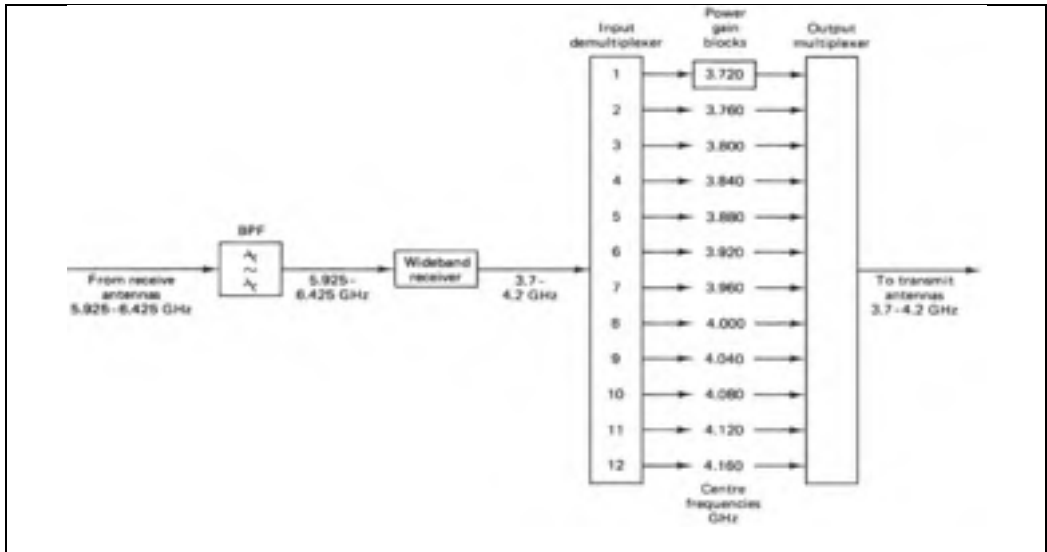 Input
demultiplexer
Power
gain
blocks
Output
multiplexer
1
3.720
2
3.760
3
3.800
4
3.840
5
3.880
6
3.920
7
3.960
8
4.000
9
4.040
10
4.080
11
4.120
12
4.160
BPF
Wideband
receiver
From receive
antennas
5.925-6.425 GHz
5.925-
6.425 GHz
3.7-
4.2 GHz
To transmit
antennas
3.7-4.2 GHz
Centre
frequencies
GHz